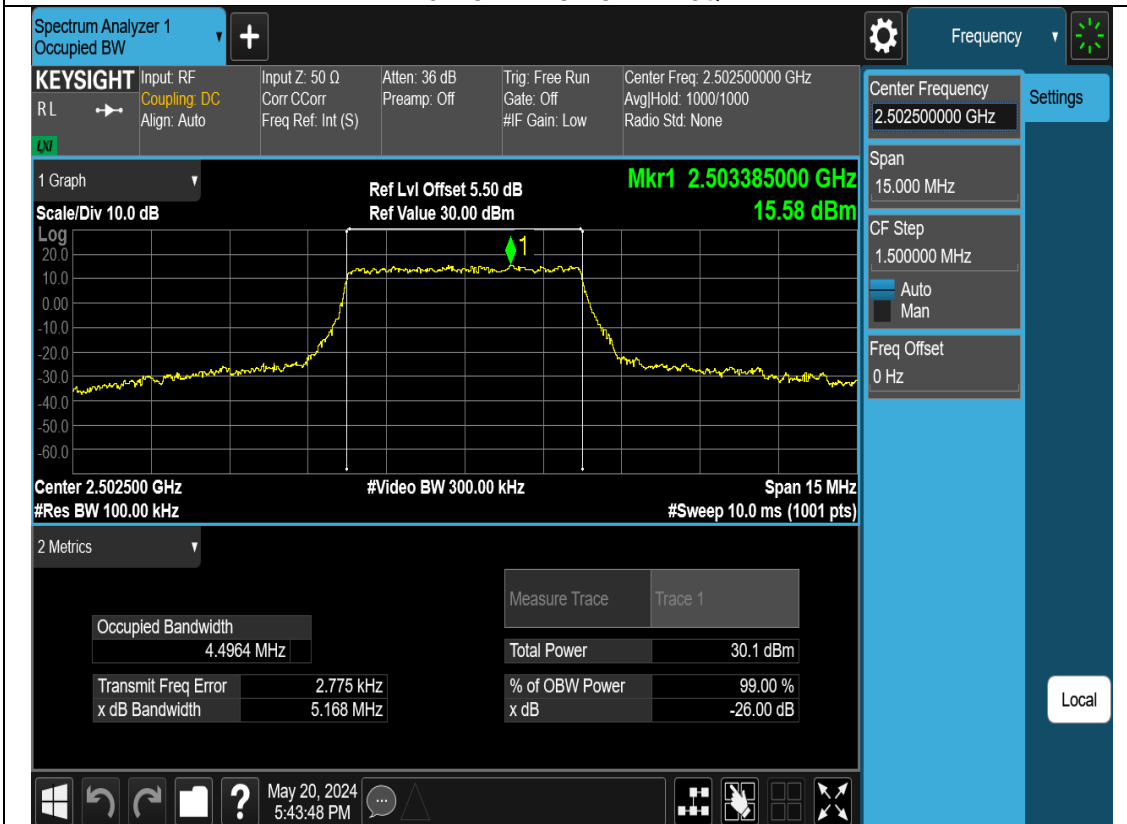 Spectrum Analyzer 1
Occupied BW
Frequency
KEYSIGHT
R L
LXI
Input: RF
Coupling: DC
Align: Auto
Input Z: 50 Ω
Corr CCorr
Freq Ref: Int (S)
Atten: 36 dB
Preamp: Off
Trig: Free Run
Gate: Off
#IF Gain: Low
Center Freq: 2.502500000 GHz
Avg|Hold: 1000/1000
Radio Std: None
Center Frequency
2.502500000 GHz
Settings
Span
15.000 MHz
CF Step
1.500000 MHz
Auto
Man
Freq Offset
0 Hz
Local
1 Graph
Scale/Div 10.0 dB
Ref Lvl Offset 5.50 dB
Ref Value 30.00 dBm
Mkr1 2.503385000 GHz
15.58 dBm
Log
20.0
10.0
0.00
-10.0
-20.0
-30.0
-40.0
-50.0
-60.0
1
Center 2.502500 GHz
#Video BW 300.00 kHz
Span 15 MHz
#Res BW 100.00 kHz
#Sweep 10.0 ms (1001 pts)
2 Metrics
Measure Trace Trace 1
Occupied Bandwidth
4.4964 MHz
Total Power 30.1 dBm
Transmit Freq Error 2.775 kHz
% of OBW Power 99.00 %
x dB Bandwidth 5.168 MHz
x dB -26.00 dB
?
May 20, 2024
5:43:48 PM